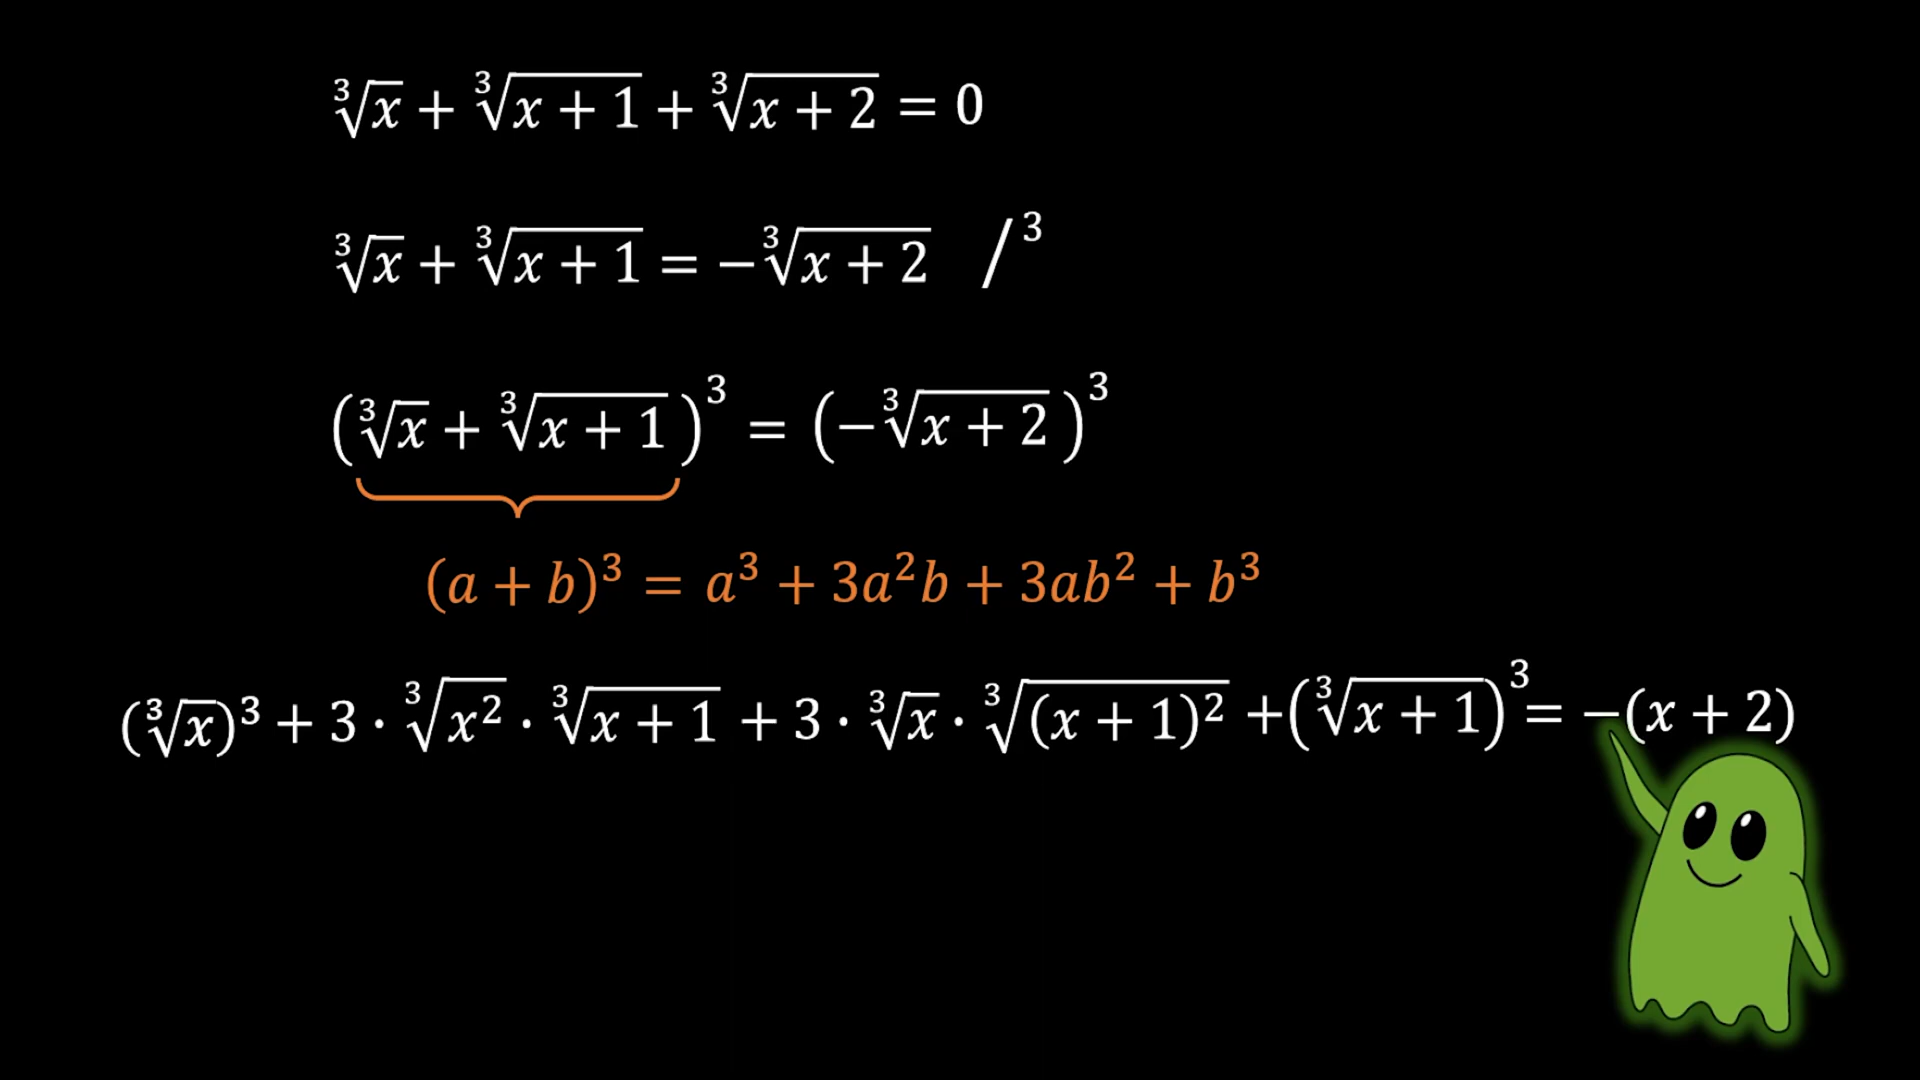 ∛x + ∛(x + 1) + ∛(x + 2) = 0
∛x + ∛(x + 1) = −∛(x + 2) /³
(∛x + ∛(x + 1))³ = (−∛(x + 2))³
(a + b)³ = a³ + 3a²b + 3ab² + b³
(∛x)³ + 3 · ∛(x²) · ∛(x + 1) + 3 · ∛x · ∛((x + 1)²) + (∛(x + 1))³ = −(x + 2)